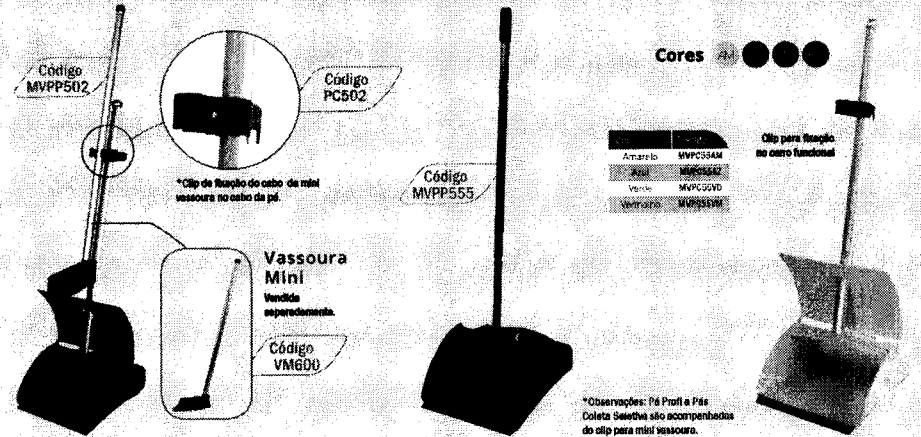 Código
MVPP502
Código
PC502
*Clip de fixação do cabo da mini
vassoura no cabo da pá.
Vassoura
Mini
Vendida
separadamente.
Código
VM600
Código
MVPP555
Cores
Amarelo MVPC55AM
Azul
Verde MVPC55VD
Vermelho MVPC55VM
Clip para fixação
no carro funcional
*Observações: Pá Profi e Pás
Coleta Seletiva são acompanhadas
do clip para mini vassoura.